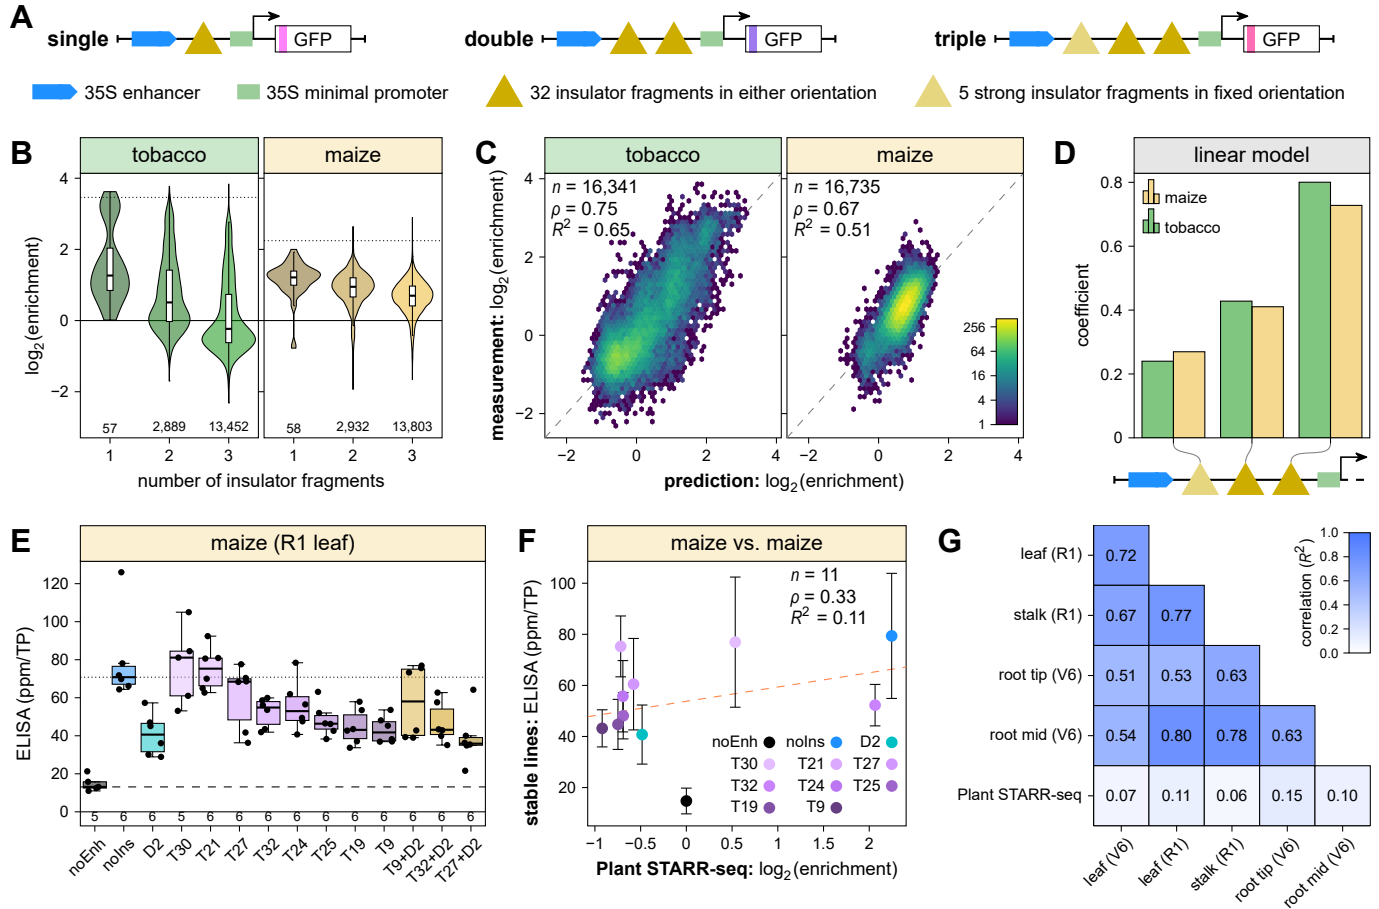 A
single
GFP
double
GFP
triple
GFP
35S enhancer
35S minimal promoter
32 insulator fragments in either orientation
5 strong insulator fragments in fixed orientation
B
tobacco
maize
log2(enrichment)
4
2
0
−2
57
2,889
13,452
58
2,932
13,803
1
2
3
1
2
3
number of insulator fragments
C
tobacco
maize
measurement: log2(enrichment)
4
2
0
−2
n = 16,341
ρ = 0.75
R² = 0.65
n = 16,735
ρ = 0.67
R² = 0.51
256
64
16
4
1
−2
0
2
4
−2
0
2
4
prediction: log2(enrichment)
D
linear model
coefficient
0.8
0.6
0.4
0.2
0
maize
tobacco
E
maize (R1 leaf)
ELISA (ppm/TP)
120
100
80
60
40
20
0
5
6
6
5
6
6
6
6
6
6
6
6
6
6
noEnh
noIns
D2
T30
T21
T27
T32
T24
T25
T19
T9
T9+D2
T32+D2
T27+D2
F
maize vs. maize
stable lines: ELISA (ppm/TP)
100
80
60
40
20
n = 11
ρ = 0.33
R² = 0.11
noEnh
noIns
D2
T30
T21
T27
T32
T24
T25
T19
T9
−1
−0.5
0
0.5
1
1.5
2
Plant STARR-seq: log2(enrichment)
G
leaf (R1)
0.72
stalk (R1)
0.67
0.77
root tip (V6)
0.51
0.53
0.63
root mid (V6)
0.54
0.80
0.78
0.63
Plant STARR-seq
0.07
0.11
0.06
0.15
0.10
leaf (V6)
leaf (R1)
stalk (R1)
root tip (V6)
root mid (V6)
correlation (R²)
1.0
0.8
0.6
0.4
0.2
0.0